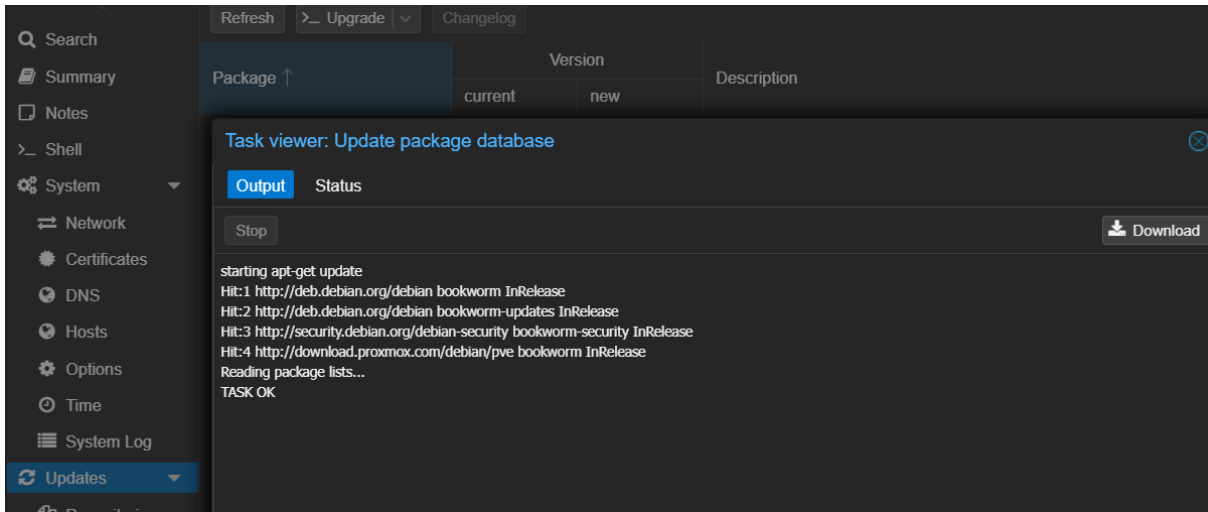 Refresh
>_ Upgrade
Changelog
Search
Summary
Notes
>_ Shell
System
Network
Certificates
DNS
Hosts
Options
Time
System Log
Updates
Package
Version
current
new
Description
Task viewer: Update package database
Output
Status
Stop
Download
starting apt-get update
Hit:1 http://deb.debian.org/debian bookworm InRelease
Hit:2 http://deb.debian.org/debian bookworm-updates InRelease
Hit:3 http://security.debian.org/debian-security bookworm-security InRelease
Hit:4 http://download.proxmox.com/debian/pve bookworm InRelease
Reading package lists...
TASK OK